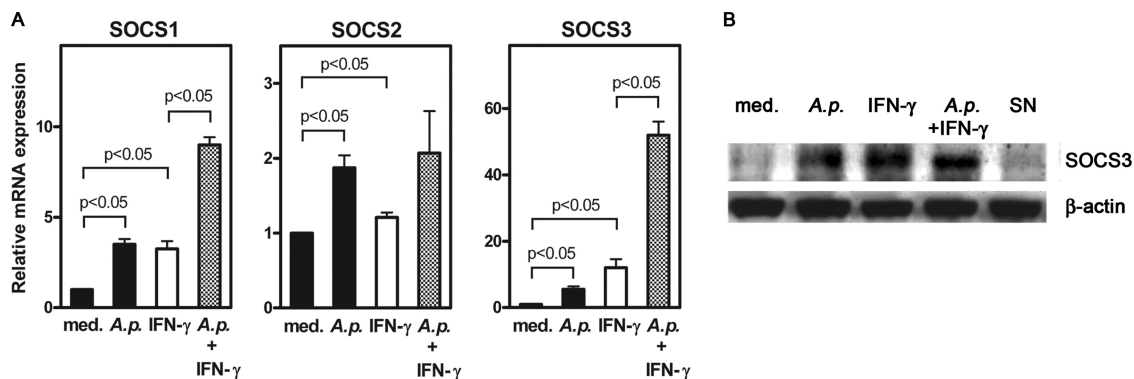 A
SOCS1
SOCS2
SOCS3
Relative mRNA expression
10
5
0
p<0.05
p<0.05
p<0.05
med. A.p. IFN-γ A.p.
+
IFN-γ
3
2
1
0
p<0.05
p<0.05
med. A.p. IFN-γ A.p.
+
IFN-γ
60
40
20
0
p<0.05
p<0.05
p<0.05
med. A.p. IFN-γ A.p.
+
IFN-γ
B
med. A.p. IFN-γ A.p. SN
+IFN-γ
SOCS3
β-actin